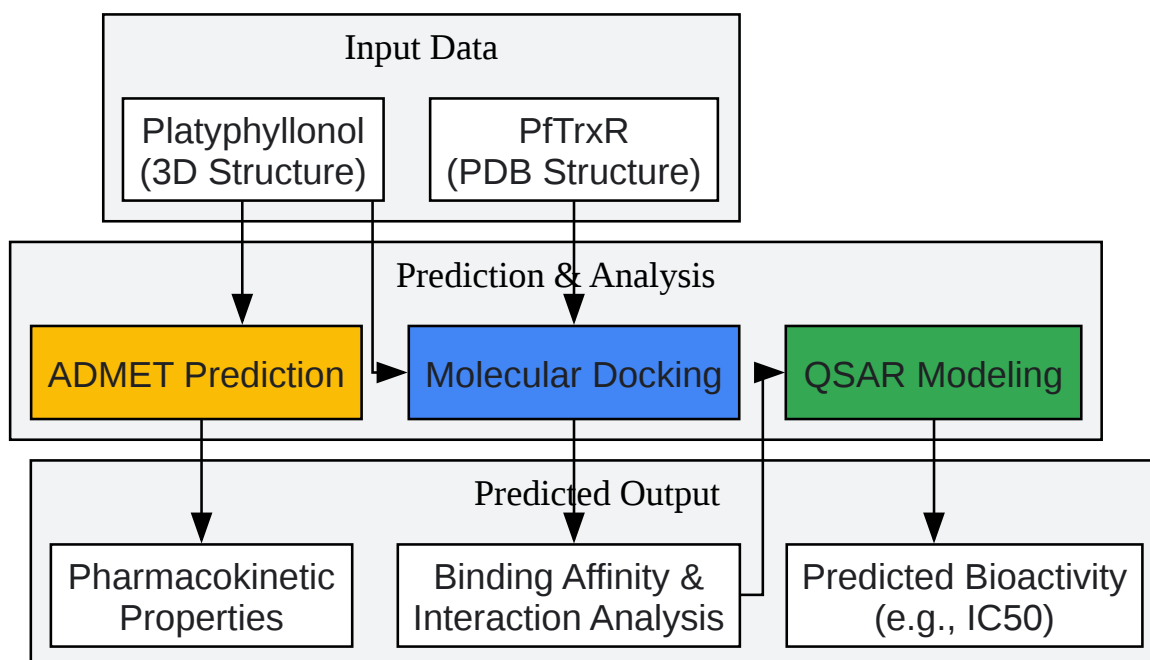 Input Data
Platyphyllonol
(3D Structure)
PfTrxR
(PDB Structure)
Prediction & Analysis
ADMET Prediction
Molecular Docking
QSAR Modeling
Predicted Output
Pharmacokinetic
Properties
Binding Affinity &
Interaction Analysis
Predicted Bioactivity
(e.g., IC50)